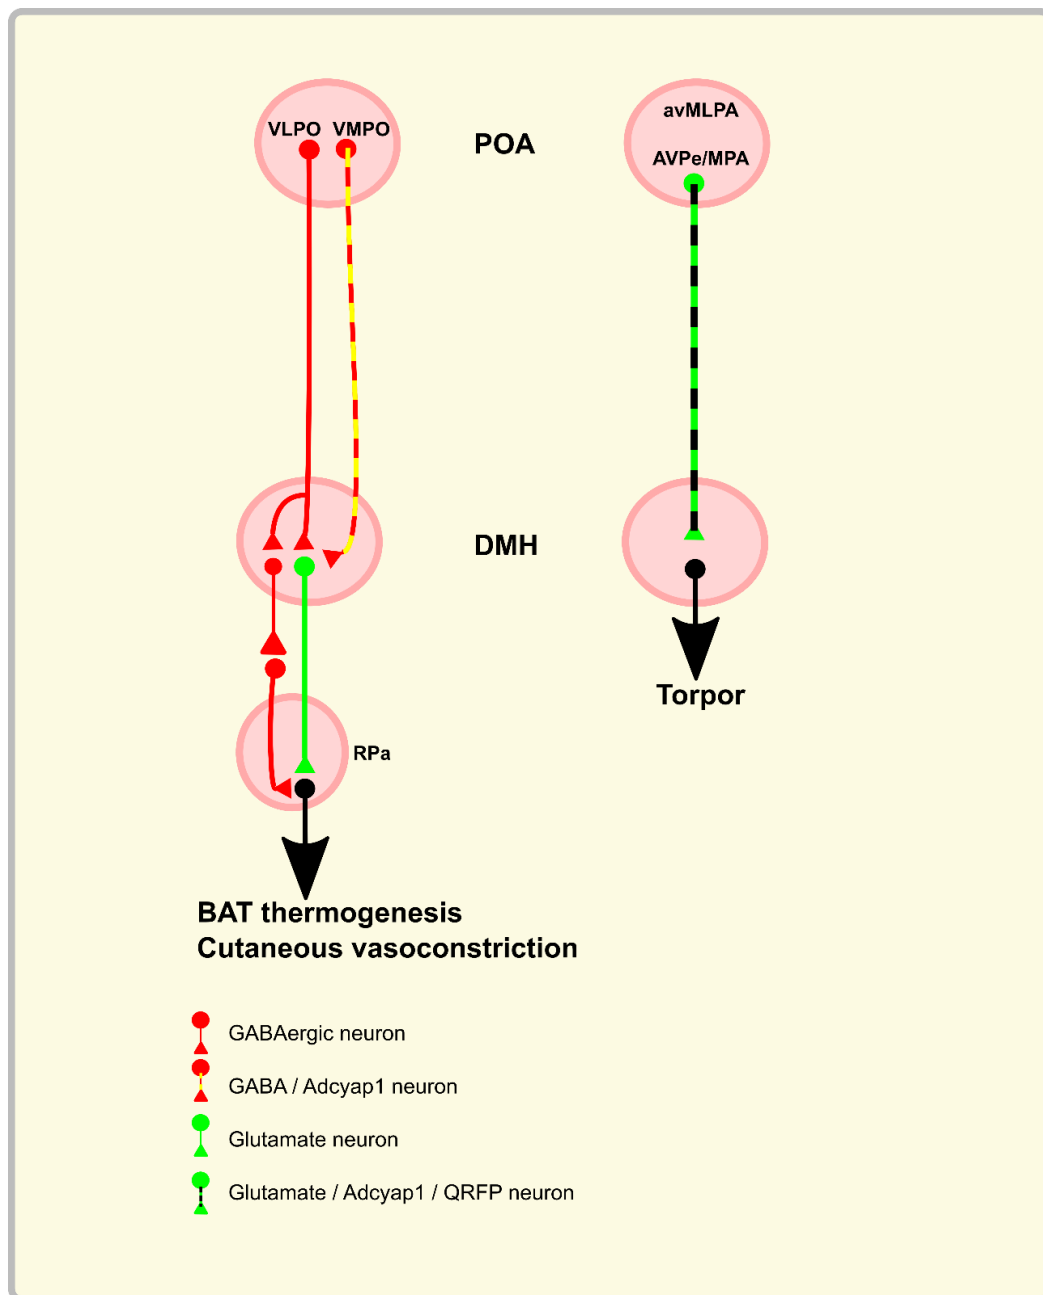 VLPO VMPO
POA
avMLPA
AVPe/MPA
DMH
Torpor
RPa
BAT thermogenesis
Cutaneous vasoconstriction
GABAergic neuron
GABA / Adcyap1 neuron
Glutamate neuron
Glutamate / Adcyap1 / QRFP neuron